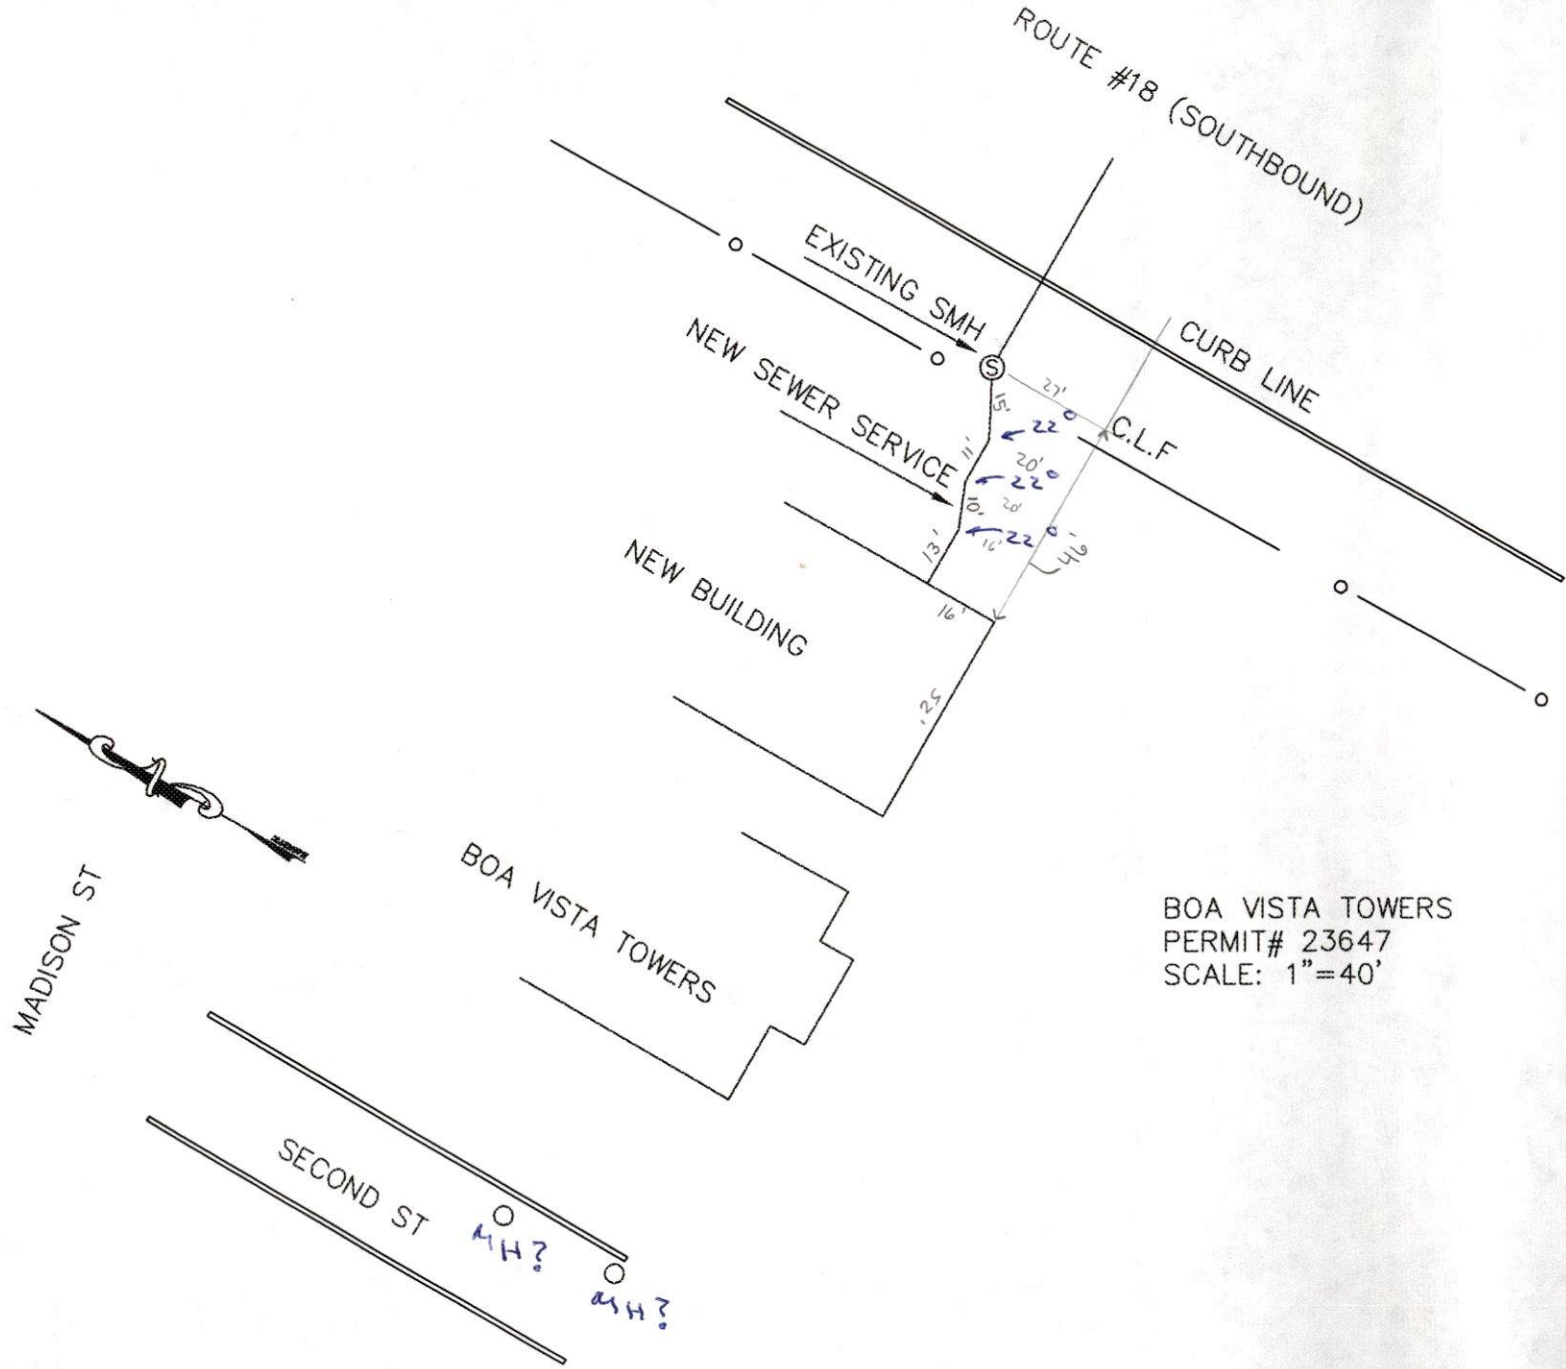 ROUTE #18 (SOUTHBOUND)
EXISTING SMH
S
CURB LINE
NEW SEWER SERVICE
27'
15'
22°
C.L.F
11'
20'
22°
10'
20'
22°
16'
13'
NEW BUILDING
16'
25'
BOA VISTA TOWERS
MADISON ST
BOA VISTA TOWERS
PERMIT# 23647
SCALE: 1"=40'
SECOND ST
MH?
MH?